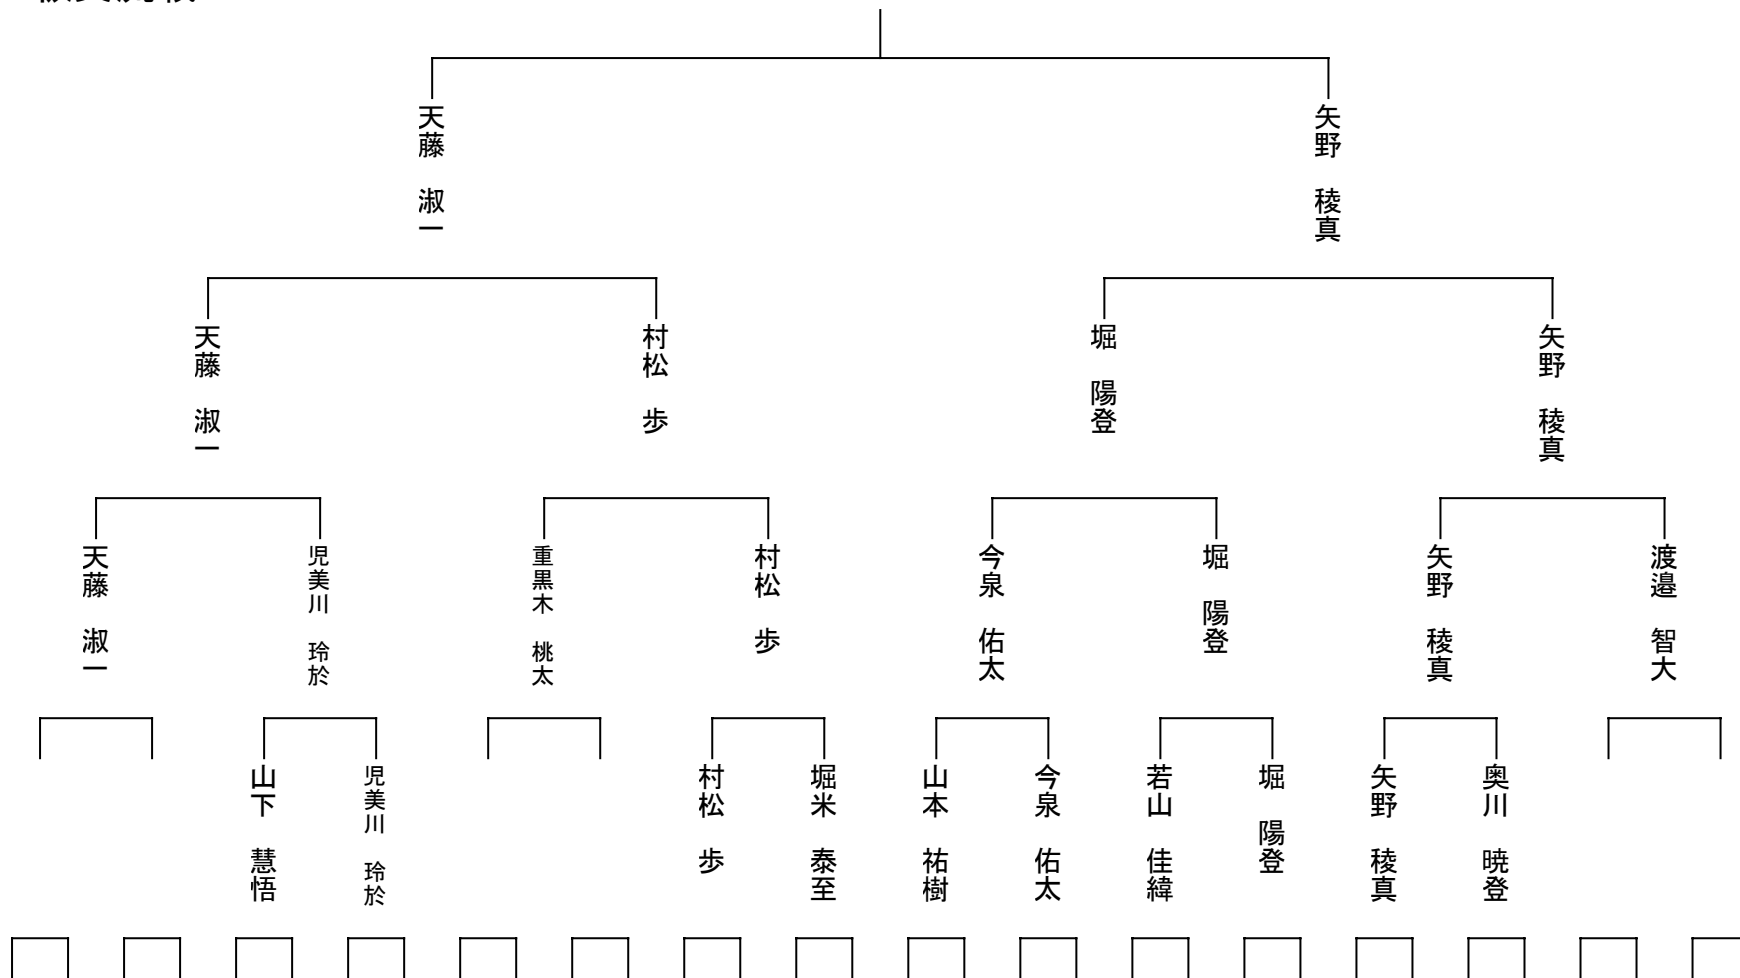 天藤 淑一
矢野 稜真
天藤 淑一
村松 歩
堀 陽登
矢野 稜真
天藤 淑一
児美川 玲於
重黒木 桃太
村松 歩
今泉 佑太
堀 陽登
矢野 稜真
渡邉 智大
山下 慧悟
児美川 玲於
村松 歩
堀米 泰至
山本 祐樹
今泉 佑太
若山 佳緯
堀 陽登
矢野 稜真
奥川 暁登